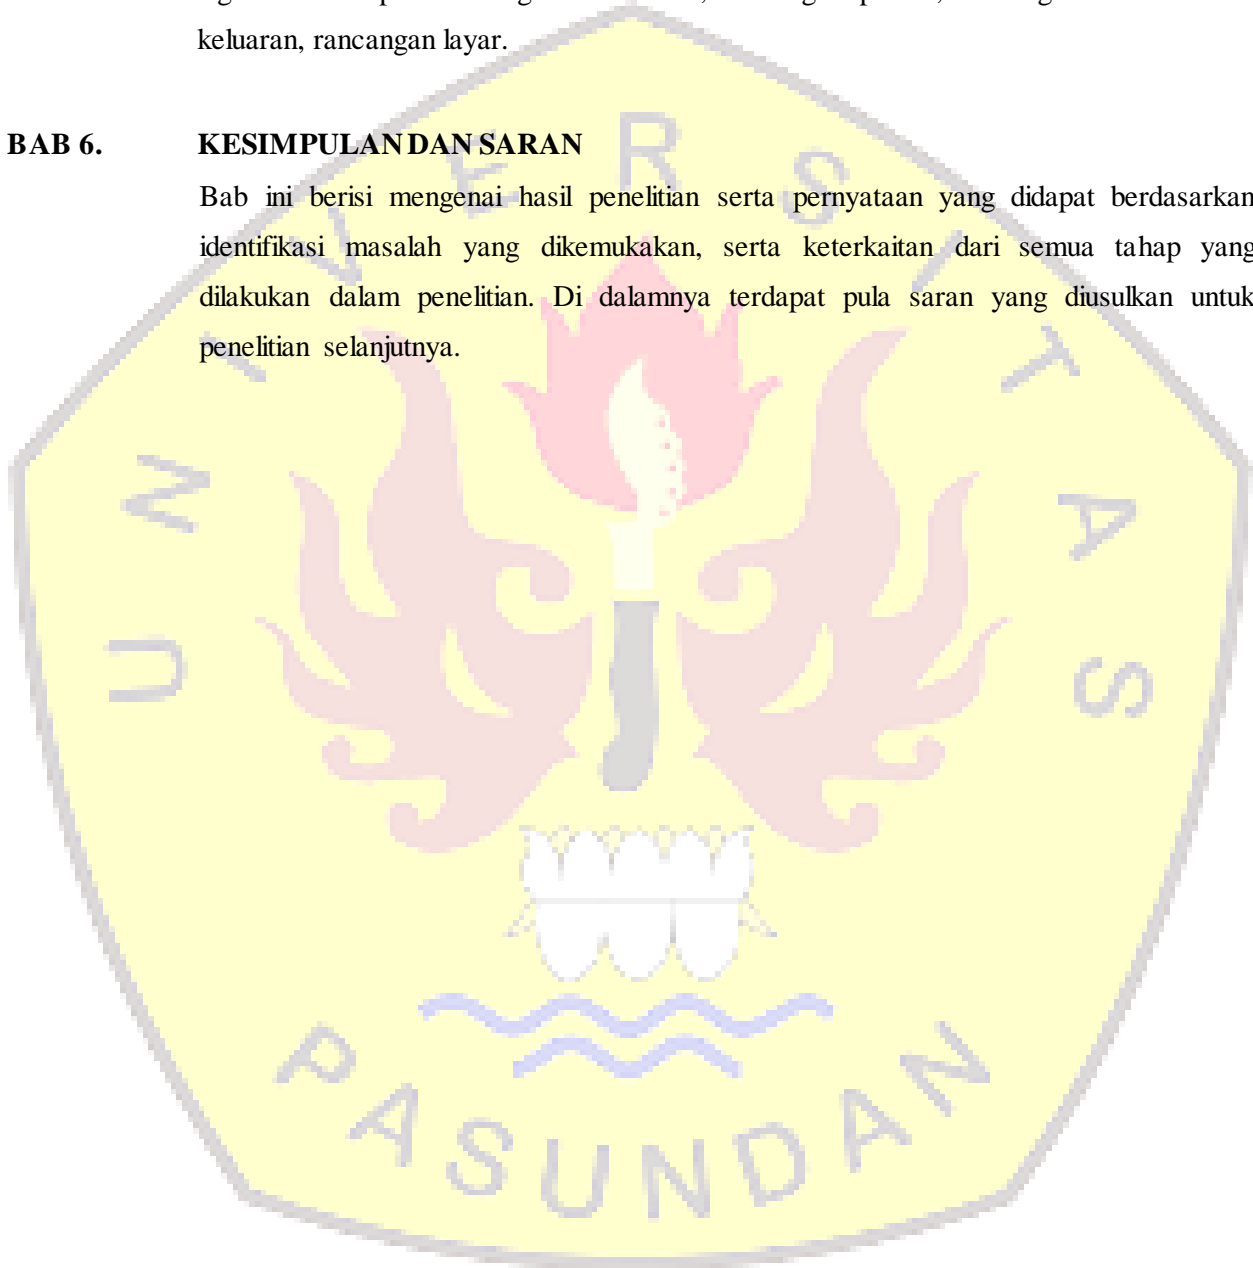 keluaran, rancangan layar.
BAB 6. KESIMPULAN DAN SARAN
Bab ini berisi mengenai hasil penelitian serta pernyataan yang didapat berdasarkan
identifikasi masalah yang dikemukakan, serta keterkaitan dari semua tahap yang
dilakukan dalam penelitian. Di dalamnya terdapat pula saran yang diusulkan untuk
penelitian selanjutnya.
UNIVERSITAS
PASUNDAN